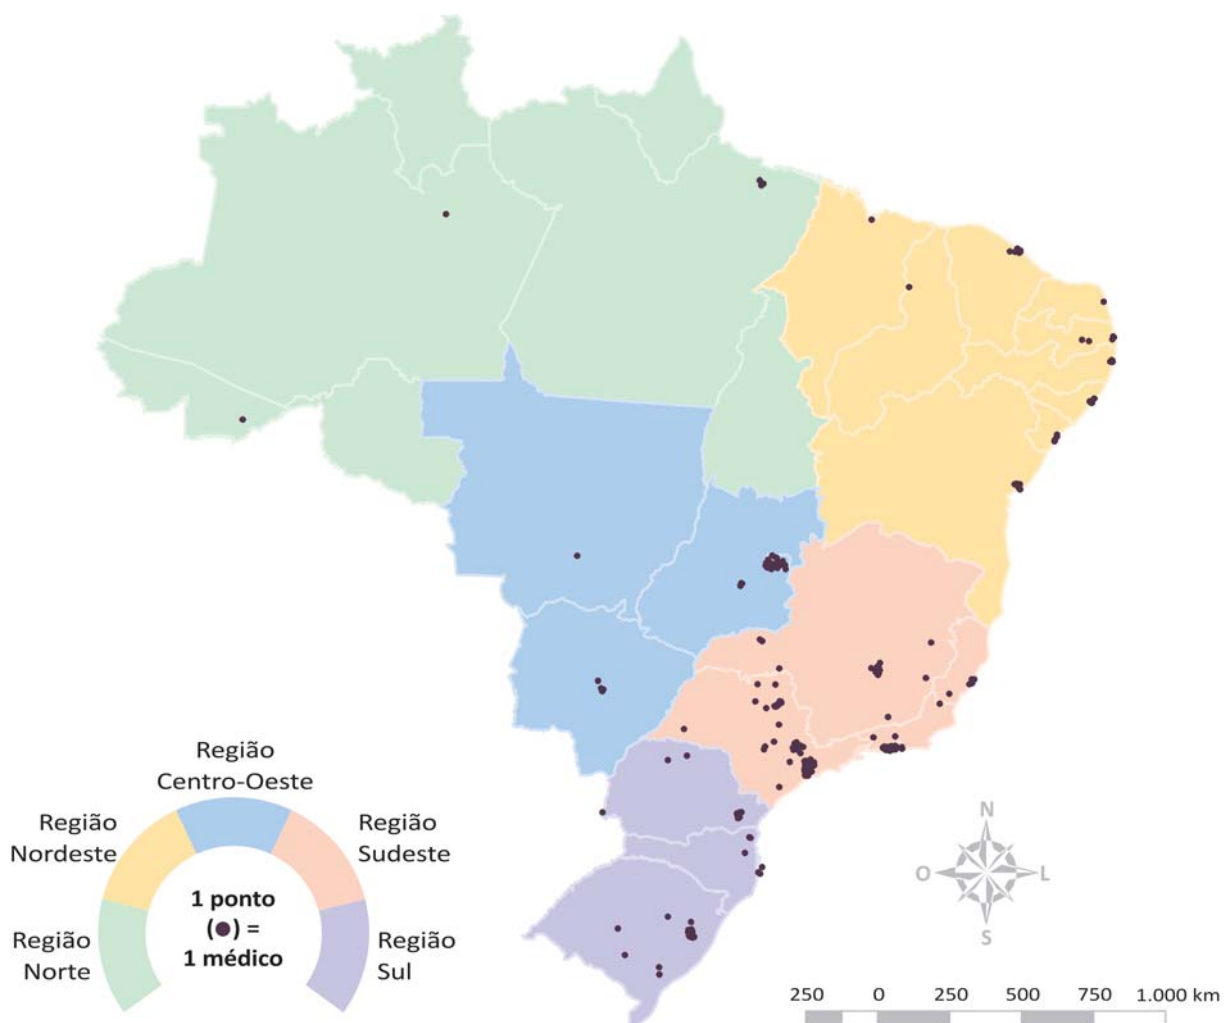 Região
Centro-Oeste
Região
Nordeste
Região
Sudeste
1 ponto
(●) =
1 médico
Região
Norte
Região
Sul
N
O
L
S
250 0 250 500 750 1.000 km